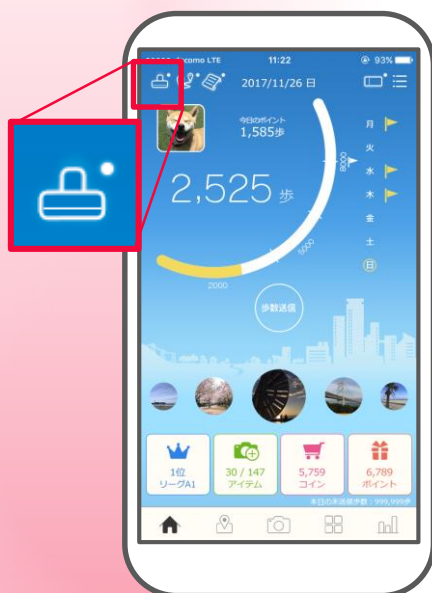 docomo LTE 11:22 93%
2017/11/26 日
今日のポイント
1,585歩
2,525 歩
8000
5000
2000
月
火
水
木
金
土
日
歩数送信
1位
リーグA1
30 / 147
アイテム
5,759
コイン
6,789
ポイント
本日の未送信歩数：999,999歩